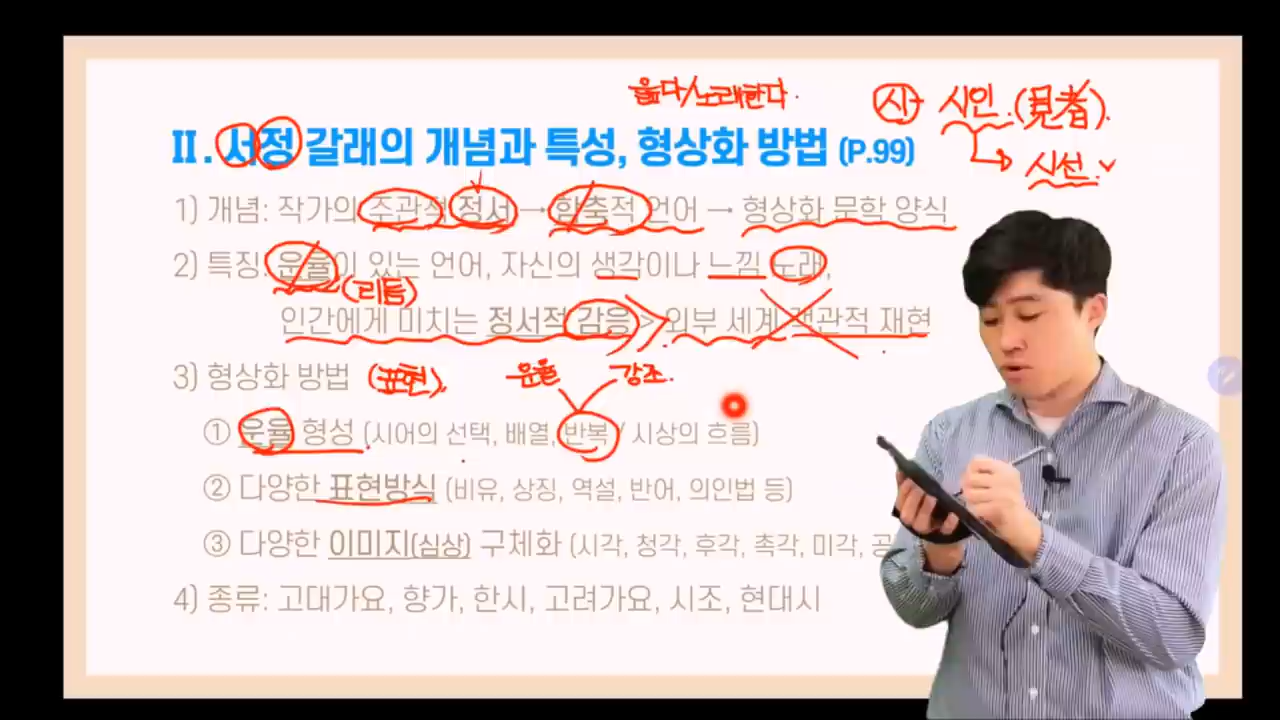 읊다/노래한다.
시 → 시인.(見者).
시선.
Ⅱ. 서정 갈래의 개념과 특성, 형상화 방법 (P.99)
1) 개념: 작가의 주관적 정서 → 함축적 언어 → 형상화 문학 양식
2) 특징: 운율이 있는 언어, 자신의 생각이나 느낌 노래,
(리듬)
인간에게 미치는 정서적 감응 > 외부 세계 객관적 재현
3) 형상화 방법 (표현).
운율 강조.
① 운율 형성 (시어의 선택, 배열, 반복 / 시상의 흐름)
② 다양한 표현방식 (비유, 상징, 역설, 반어, 의인법 등)
③ 다양한 이미지(심상) 구체화 (시각, 청각, 후각, 촉각, 미각, 공
4) 종류: 고대가요, 향가, 한시, 고려가요, 시조, 현대시